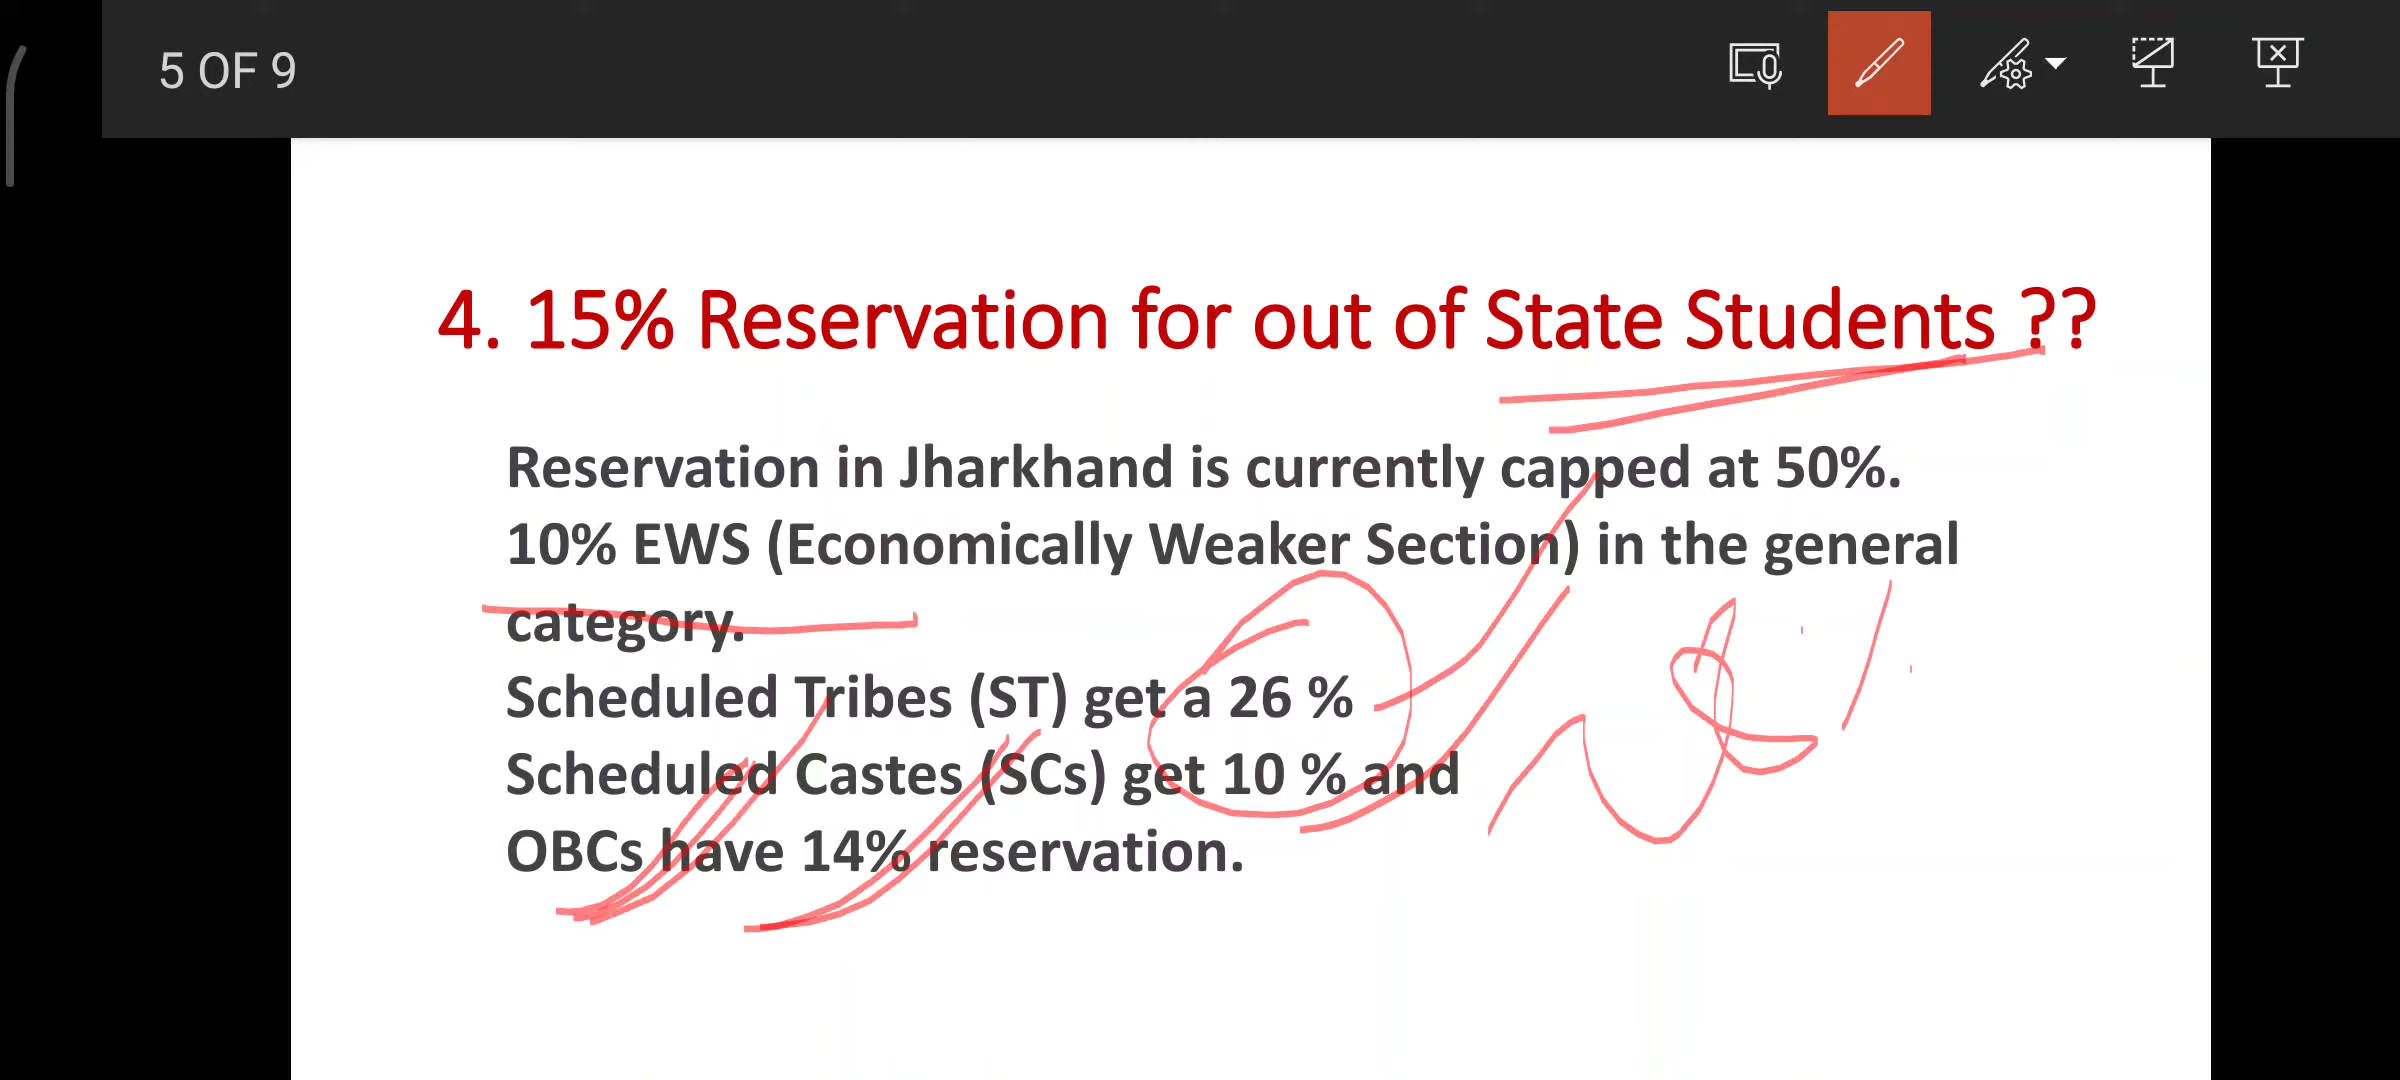 5 OF 9
4. 15% Reservation for out of State Students ??
Reservation in Jharkhand is currently capped at 50%.
10% EWS (Economically Weaker Section) in the general
category.
Scheduled Tribes (ST) get a 26 %
Scheduled Castes (SCs) get 10 % and
OBCs have 14% reservation.